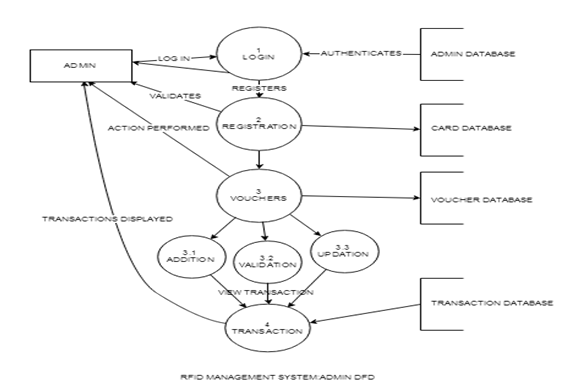 1
LOGIN
AUTHENTICATES
ADMIN DATABASE
ADMIN
LOG IN
REGISTERS
VALIDATES
2
REGISTRATION
CARD DATABASE
ACTION PERFORMED
3
VOUCHERS
VOUCHER DATABASE
TRANSACTIONS DISPLAYED
3.1
ADDITION
3.2
VALIDATION
3.3
UPDATION
VIEW TRANSACTION
4
TRANSACTION
TRANSACTION DATABASE
RFID MANAGEMENT SYSTEM:ADMIN DFD